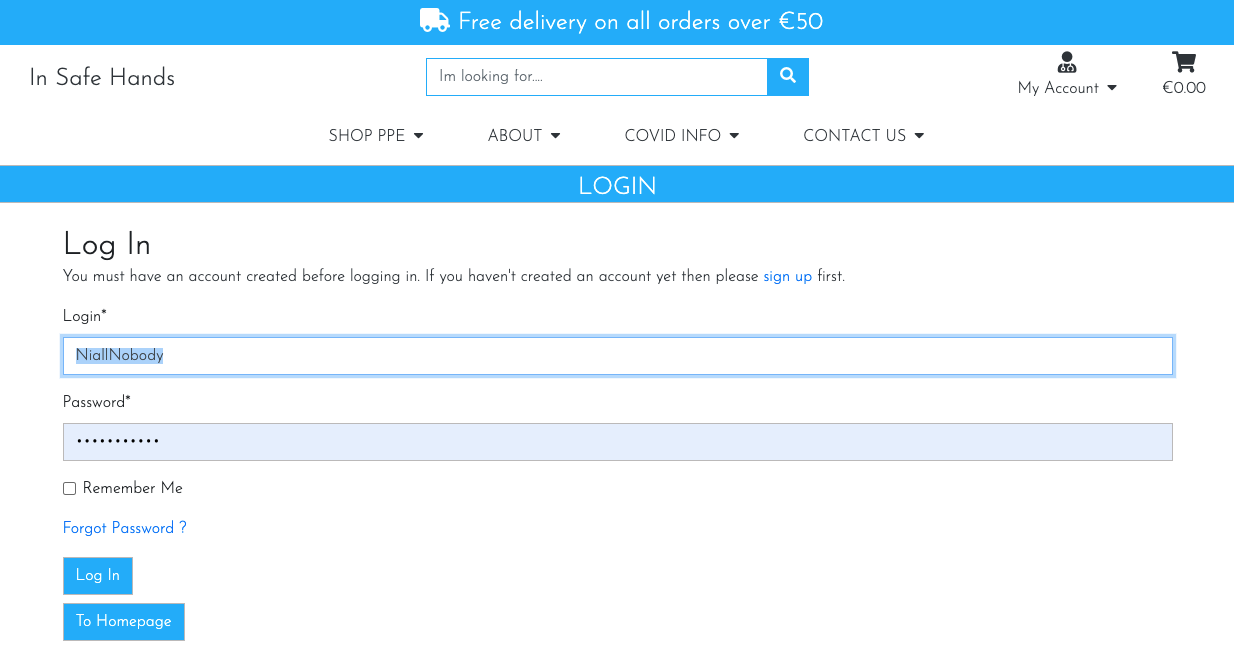 Free delivery on all orders over €50
In Safe Hands
Im looking for....
My Account
€0.00
SHOP PPE
ABOUT
COVID INFO
CONTACT US
LOGIN
Log In
You must have an account created before logging in. If you haven't created an account yet then please sign up first.
Login*
NiallNobody
Password*
•••••••••••
Remember Me
Forgot Password ?
Log In
To Homepage